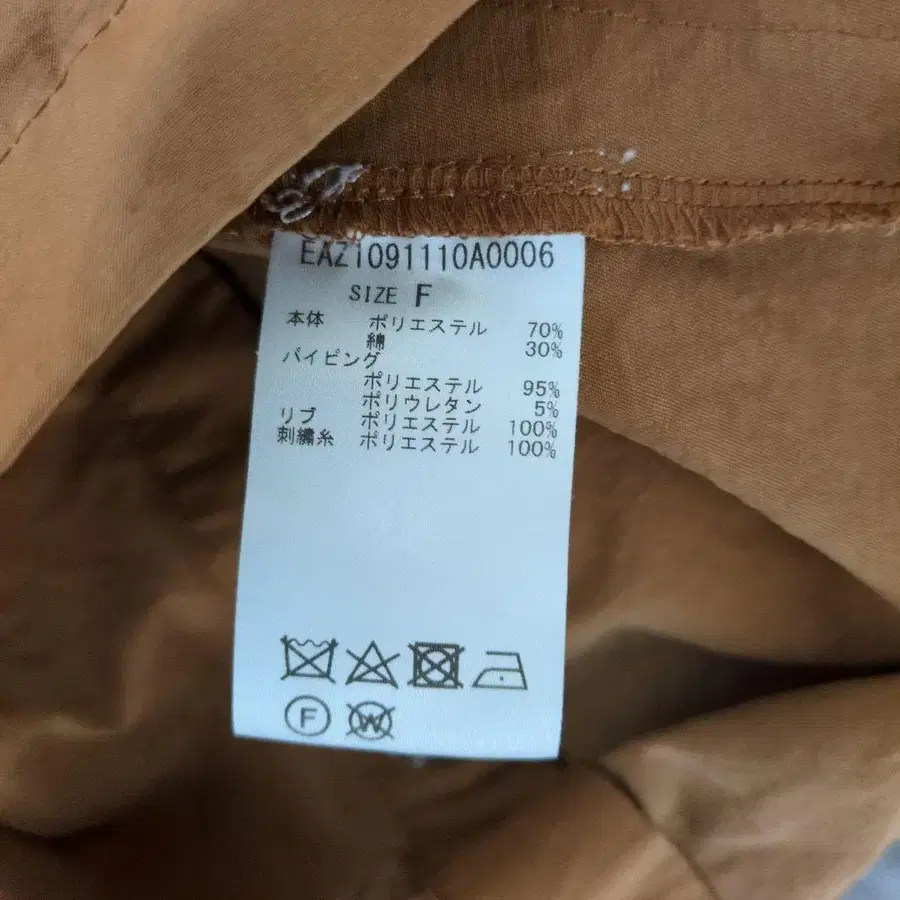 EAZ1091110A0006
SIZE F
本体 ポリエステル 70%
綿 30%
パイピング
ポリエステル 95%
ポリウレタン 5%
リブ ポリエステル 100%
刺繍糸 ポリエステル 100%
F W